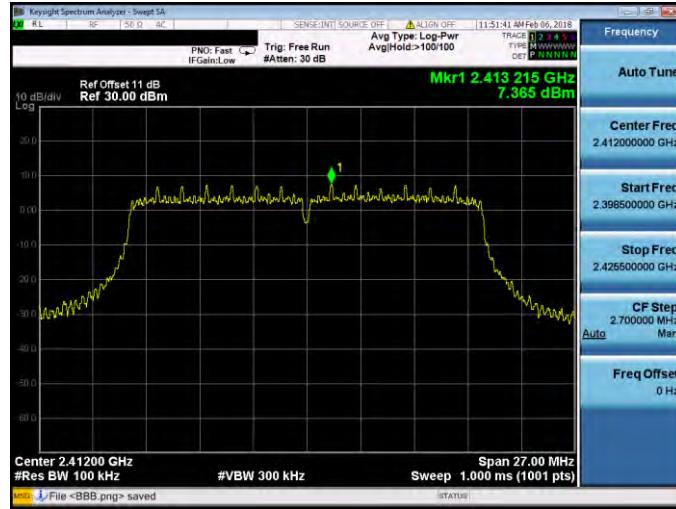 Keysight Spectrum Analyzer - Swept SA
RL RF 50 Ω AC SENSE:INT SOURCE OFF ALIGN OFF 11:51:41 AM Feb 06, 2018
Frequency
Avg Type: Log-Pwr
TRACE 1 2 3 4 5
PNO: Fast Trig: Free Run Avg|Hold:>100/100
TYPE M
IFGain:Low #Atten: 30 dB
DET P N N N N N
Auto Tune
Mkr1 2.413 215 GHz
7.365 dBm
Ref Offset 11 dB
10 dB/div Ref 30.00 dBm
Log
Center Freq
2.412000000 GHz
20.0
10.0
1
0.00
Start Freq
2.398500000 GHz
-10.0
-20.0
Stop Freq
2.425500000 GHz
-30.0
-40.0
CF Step
2.700000 MHz
Auto Man
-50.0
Freq Offset
0 Hz
-60.0
Center 2.41200 GHz Span 27.00 MHz
#Res BW 100 kHz #VBW 300 kHz Sweep 1.000 ms (1001 pts)
MSG File <BBB.png> saved STATUS